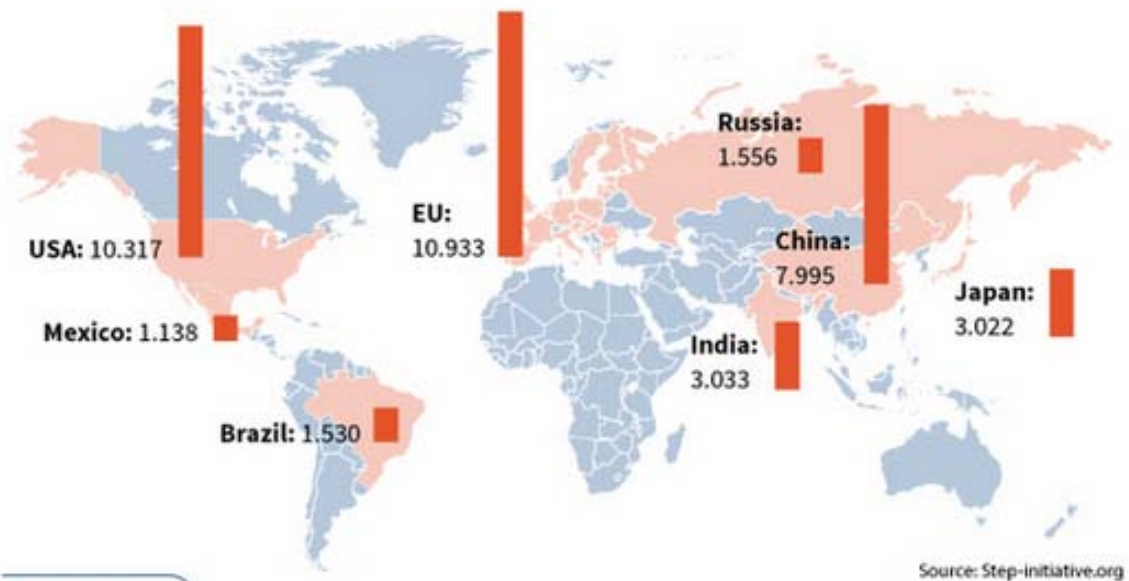 Russia:
1.556
EU:
10.933
USA: 10.317
China:
7.995
Japan:
3.022
Mexico: 1.138
India:
3.033
Brazil: 1.530
Source: Step-initiative.org